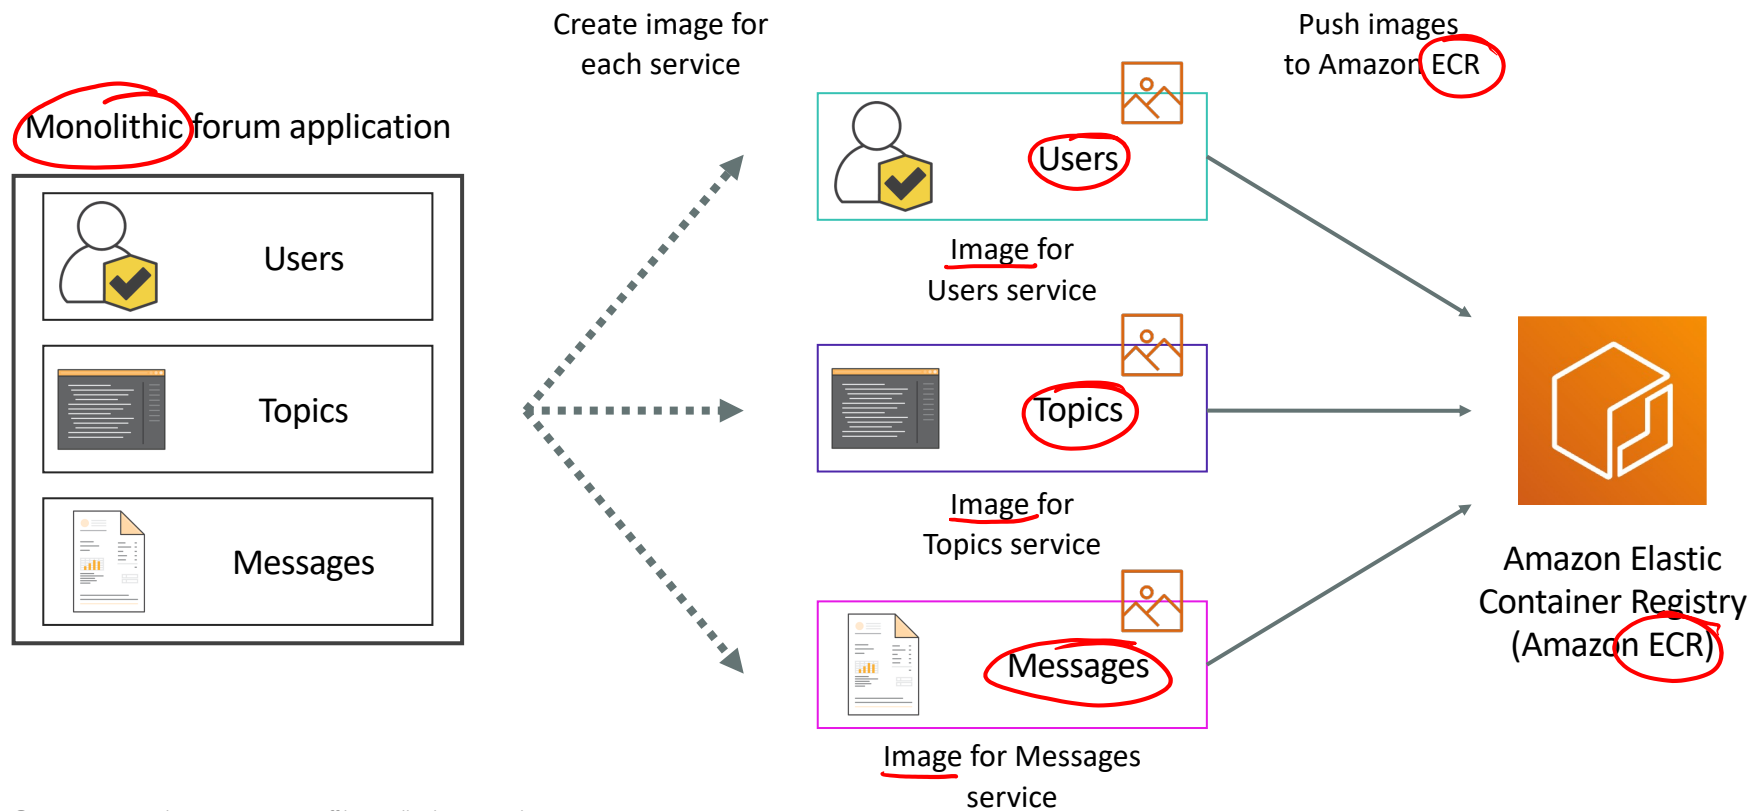 Create image for
each service
Push images
to Amazon ECR
Monolithic forum application
Users
Topics
Messages
Users
Image for
Users service
Topics
Image for
Topics service
Messages
Image for Messages
service
Amazon Elastic
Container Registry
(Amazon ECR)